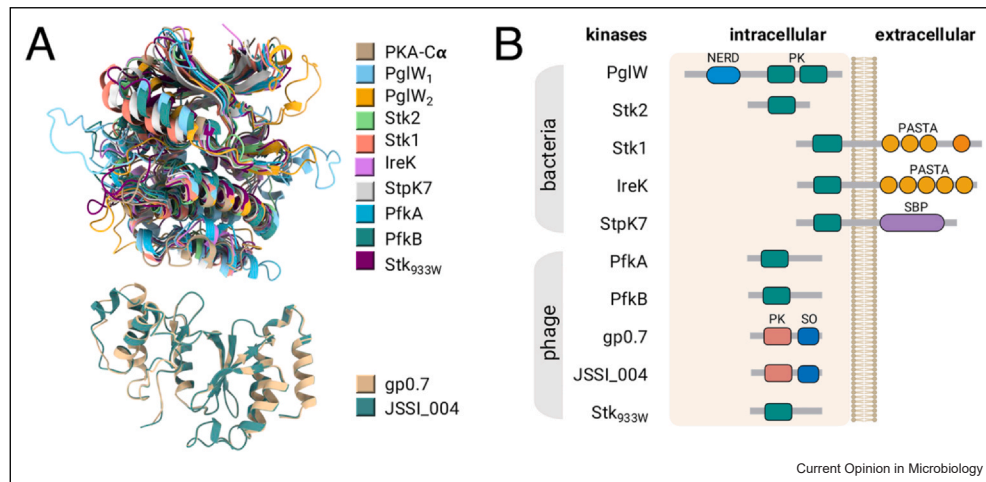 A
PKA-Cα
PglW₁
PglW₂
Stk2
Stk1
IreK
StpK7
PfkA
PfkB
Stk₉₃₃W
gp0.7
JSSI_004
B
kinases intracellular extracellular
bacteria
PglW NERD PK
Stk2
Stk1 PASTA
IreK PASTA
StpK7 SBP
phage
PfkA
PfkB
gp0.7 PK SO
JSSI_004
Stk₉₃₃W
Current Opinion in Microbiology